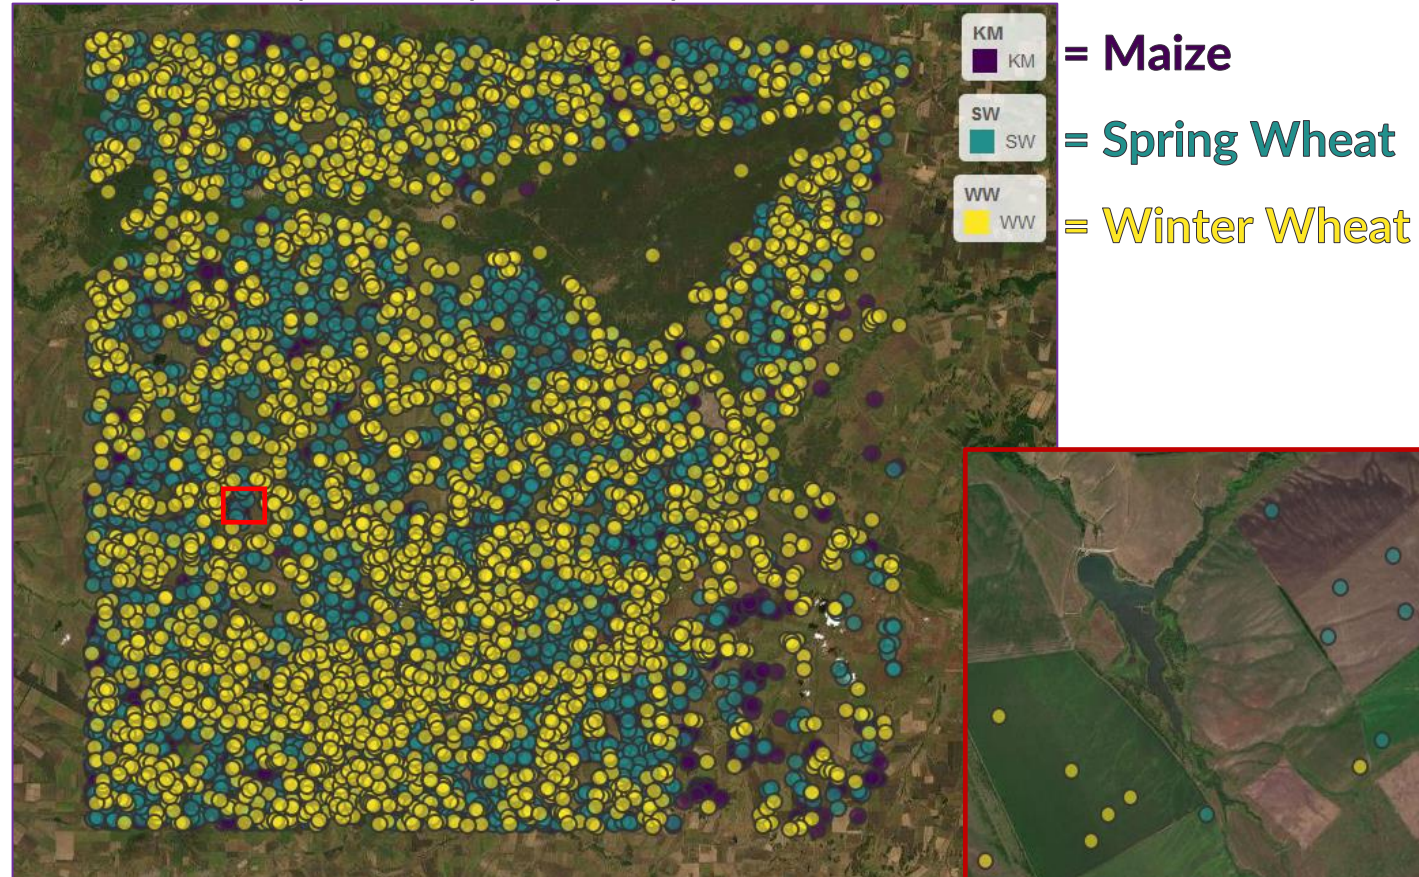 KM
KM
= Maize
SW
SW
= Spring Wheat
WW
WW
= Winter Wheat